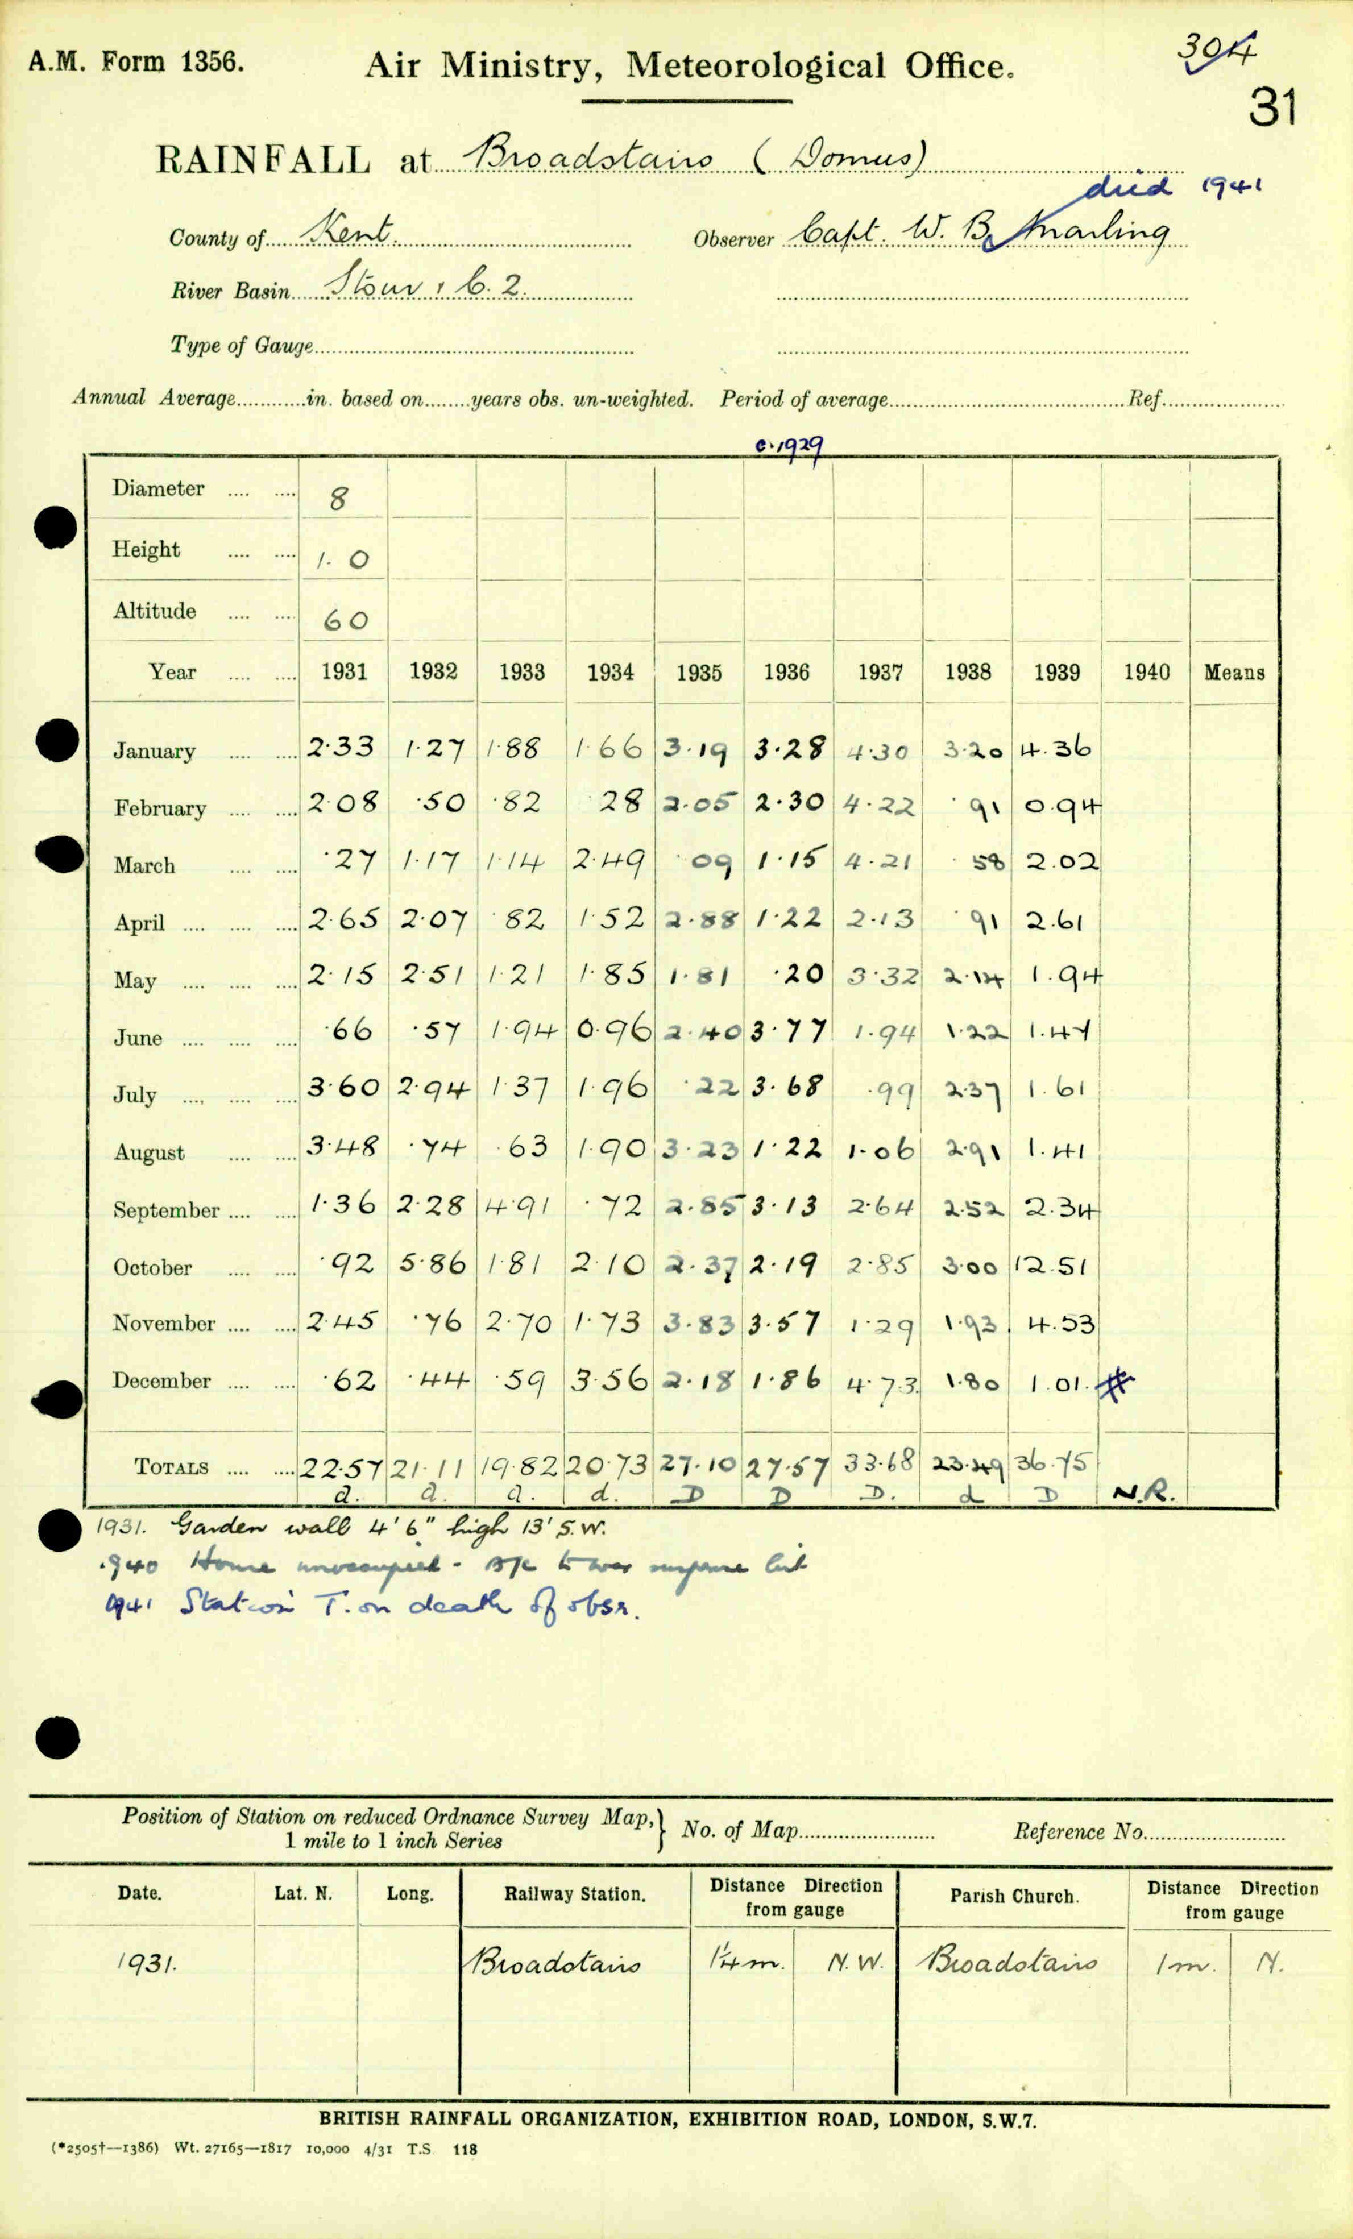 A.M. Form 1356.
Air Ministry, Meteorological Office.
304
31
RAINFALL at Broadstairs (Domus)
died 1941
County of Kent. Observer Capt. W. B. Marling
River Basin Stour & C. 2.
Type of Gauge
Annual Average in. based on years obs. un-weighted. Period of average Ref.
c.1929
Diameter 8
Height 1. 0
Altitude 60
Year 1931 1932 1933 1934 1935 1936 1937 1938 1939 1940 Means
January 2·33 1·27 1·88 1·66 3·19 3·28 4·30 3·20 4.36
February 2·08 ·50 ·82 28 2·05 2·30 4·22 ·91 0.94
March ·27 1·17 1·14 2·49 09 1·15 4·21 58 2.02
April 2·65 2·07 82 1·52 2·88 1·22 2·13 ·91 2.61
May 2·15 2·51 1·21 1·85 1·81 ·20 3·32 2·14 1.94
June ·66 ·57 1·94 0·96 2·40 3·77 1·94 1·22 1.47
July 3·60 2·94 1·37 1·96 ·22 3·68 ·99 2·37 1.61
August 3·48 ·74 ·63 1·90 3·23 1·22 1·06 2·91 1.41
September 1·36 2·28 4·91 ·72 2·85 3·13 2·64 2·52 2.34
October ·92 5·86 1·81 2·10 2·37 2·19 2·85 3·00 12.51
November 2·45 ·76 2·70 1·73 3·83 3·57 1·29 1·93 4.53
December ·62 ·44 ·59 3·56 2·18 1·86 4·73 1·80 1.01 #
TOTALS 22·57 21·11 19·82 20·73 27·10 27·57 33·68 23·49 36·75
d. d. d. d. D D D. d D N.R.
1931. Garden wall 4' 6" high 13' S.W.
1940 House unoccupied -
1941 Station T. on death of obsr.
Position of Station on reduced Ordnance Survey Map, } No. of Map Reference No.
1 mile to 1 inch Series
Date. Lat. N. Long. Railway Station. Distance Direction from gauge Parish Church. Distance Direction from gauge
1931. Broadstairs 1¼ m. N.W. Broadstairs 1 m. N.
BRITISH RAINFALL ORGANIZATION, EXHIBITION ROAD, LONDON, S.W.7.
(*2505†—1386) Wt. 27165—1817 10,000 4/31 T.S 118